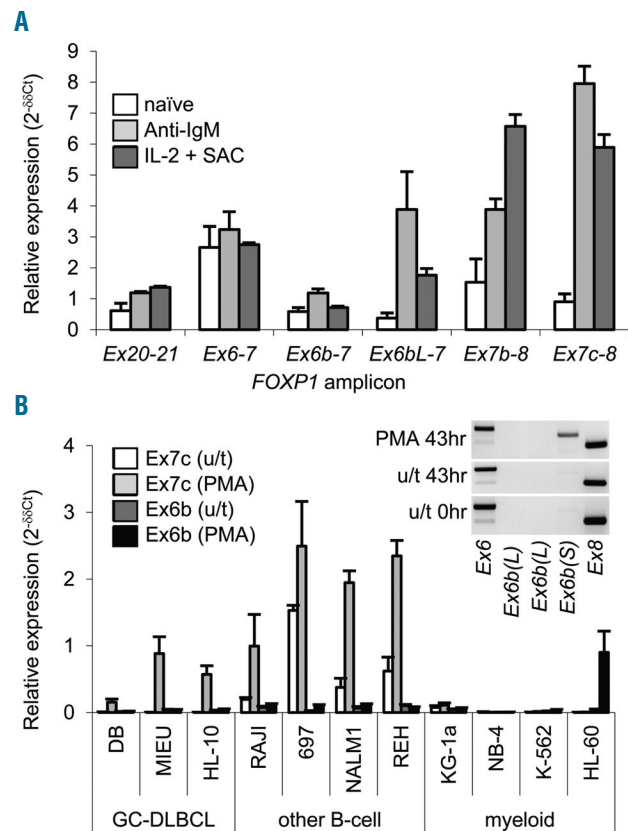 A
Relative expression (2-δδCt)
9
8
7
6
5
4
3
2
1
0
naïve
Anti-IgM
IL-2 + SAC
Ex20-21 Ex6-7 Ex6b-7 Ex6bL-7 Ex7b-8 Ex7c-8
FOXP1 amplicon
B
Relative expression (2-δδCt)
4
3
2
1
0
Ex7c (u/t)
Ex7c (PMA)
Ex6b (u/t)
Ex6b (PMA)
PMA 43hr
u/t 43hr
u/t 0hr
Ex6 Ex6b(L) Ex6b(L) Ex6b(S) Ex8
DB MIEU HL-10 RAJI 697 NALM1 REH KG-1a NB-4 K-562 HL-60
GC-DLBCL other B-cell myeloid